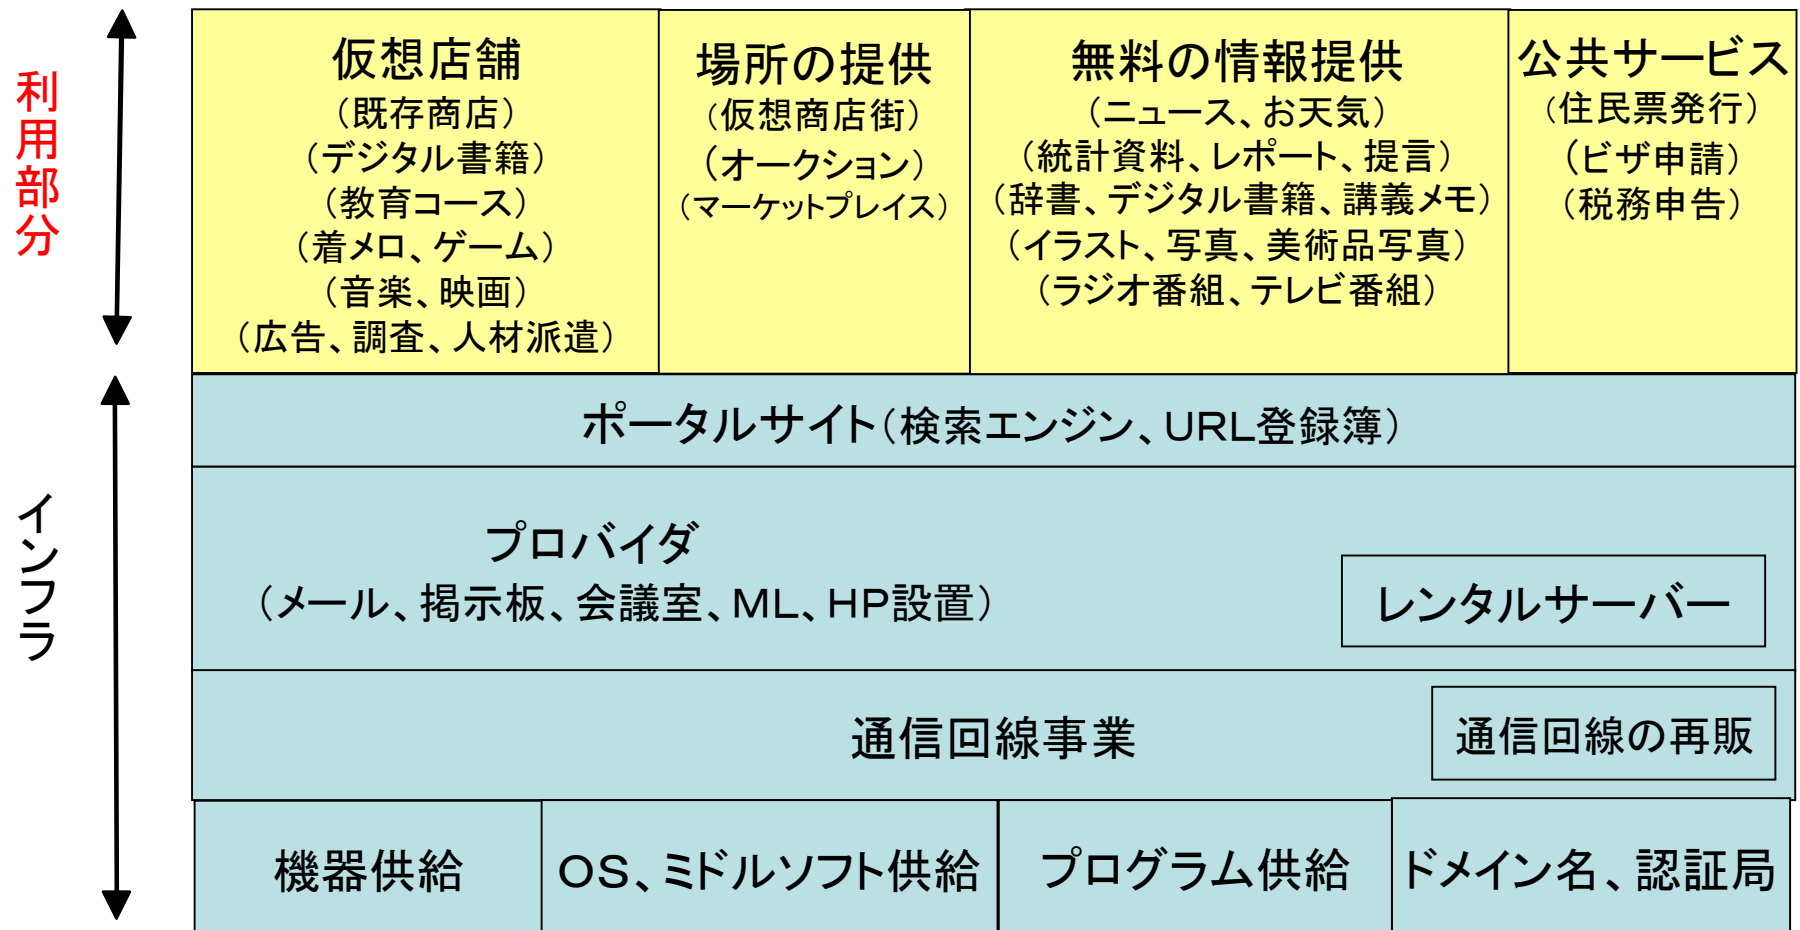 利用部分
仮想店舗
（既存商店）
（デジタル書籍）
（教育コース）
（着メロ、ゲーム）
（音楽、映画）
（広告、調査、人材派遣）
場所の提供
（仮想商店街）
（オークション）
（マーケットプレイス）
無料の情報提供
（ニュース、お天気）
（統計資料、レポート、提言）
（辞書、デジタル書籍、講義メモ）
（イラスト、写真、美術品写真）
（ラジオ番組、テレビ番組）
公共サービス
（住民票発行）
（ビザ申請）
（税務申告）
インフラ
ポータルサイト（検索エンジン、URL登録簿）
プロバイダ
（メール、掲示板、会議室、ML、HP設置）
レンタルサーバー
通信回線事業
通信回線の再販
機器供給
OS、ミドルソフト供給
プログラム供給
ドメイン名、認証局